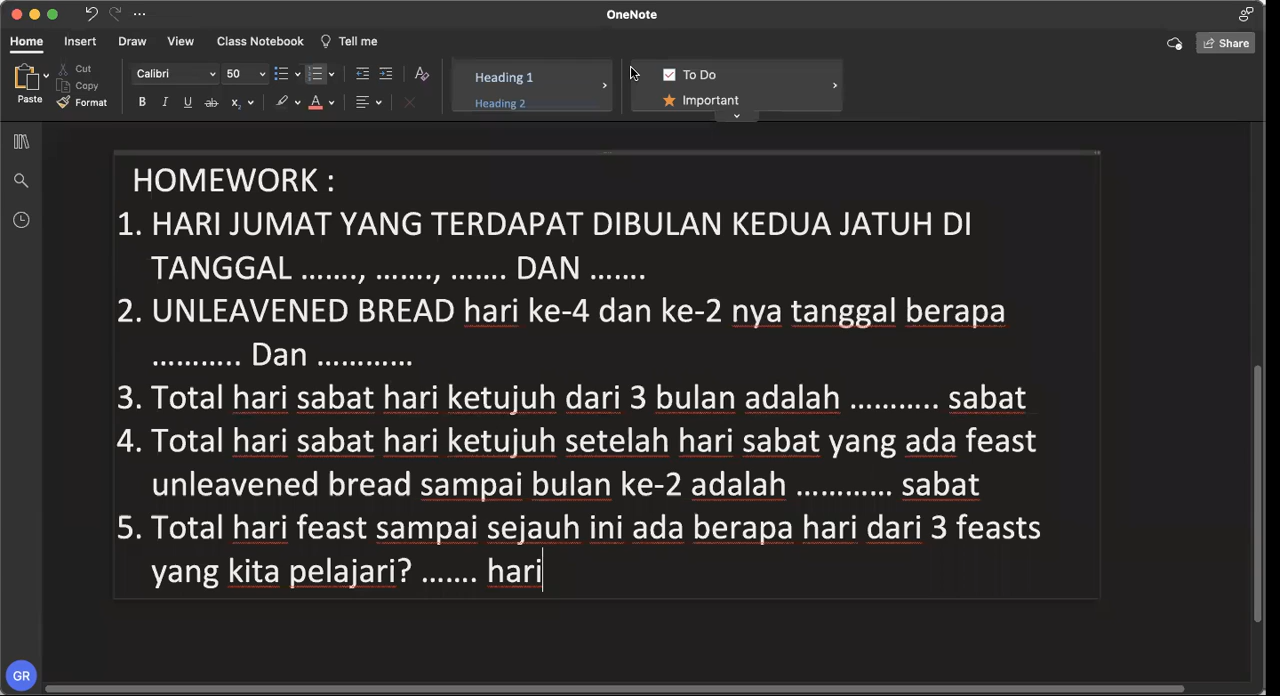 OneNote
Home Insert Draw View Class Notebook Tell me Share
Paste
Cut
Copy
Format
Calibri 50
B I U ab x₂ A
Heading 1
Heading 2
To Do
Important
HOMEWORK :
1. HARI JUMAT YANG TERDAPAT DIBULAN KEDUA JATUH DI
TANGGAL ......., ......., ....... DAN .......
2. UNLEAVENED BREAD hari ke-4 dan ke-2 nya tanggal berapa
……….. Dan …………
3. Total hari sabat hari ketujuh dari 3 bulan adalah ……….. sabat
4. Total hari sabat hari ketujuh setelah hari sabat yang ada feast
unleavened bread sampai bulan ke-2 adalah ………… sabat
5. Total hari feast sampai sejauh ini ada berapa hari dari 3 feasts
yang kita pelajari? ……. hari
GR